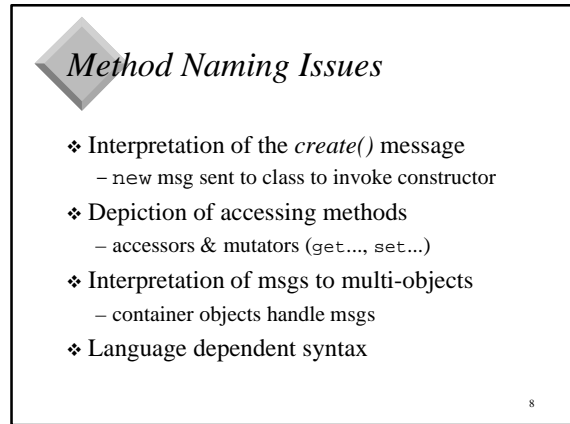 Method Naming Issues
❖ Interpretation of the create() message
– new msg sent to class to invoke constructor
❖ Depiction of accessing methods
– accessors & mutators (get..., set...)
❖ Interpretation of msgs to multi-objects
– container objects handle msgs
❖ Language dependent syntax
8